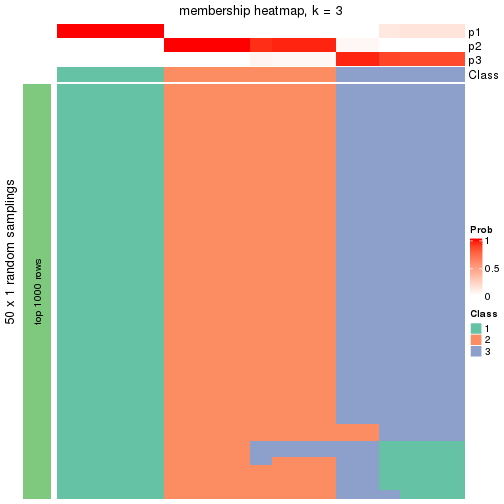 membership heatmap, k = 3
p1
p2
p3
Class
50 x 1 random samplings
top 1000 rows
Prob
1
0.5
0
Class
1
2
3